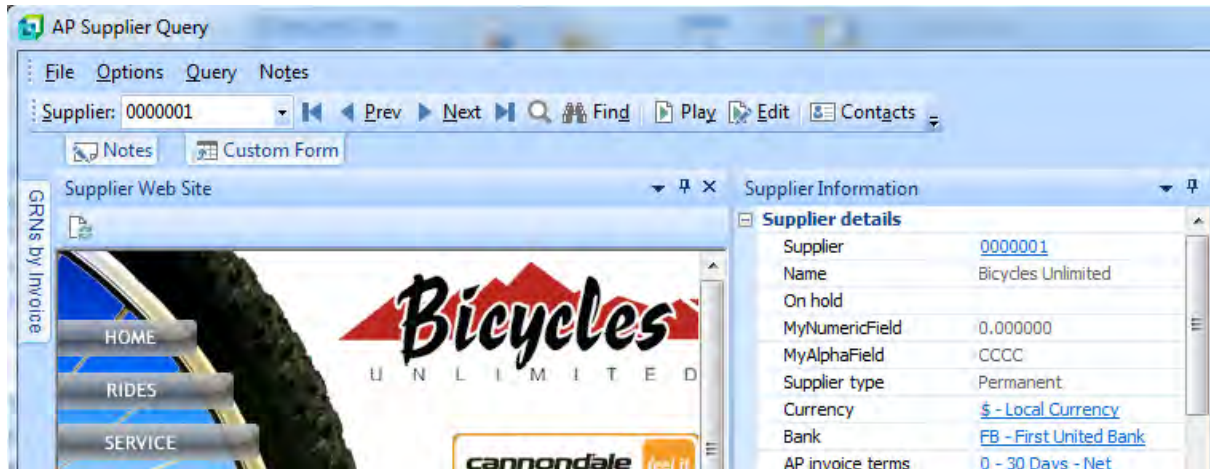 AP Supplier Query
File Options Query Notes
Supplier: 0000001 Prev Next Find Play Edit Contacts
Notes Custom Form
GRNs by Invoice
Supplier Web Site
HOME
RIDES
SERVICE
Bicycles
UNLIMITED
cannondale feel it
Supplier Information
Supplier details
Supplier 0000001
Name Bicycles Unlimited
On hold
MyNumericField 0.000000
MyAlphaField CCCC
Supplier type Permanent
Currency $ - Local Currency
Bank FB - First United Bank
AP invoice terms 0 - 30 Days - Net